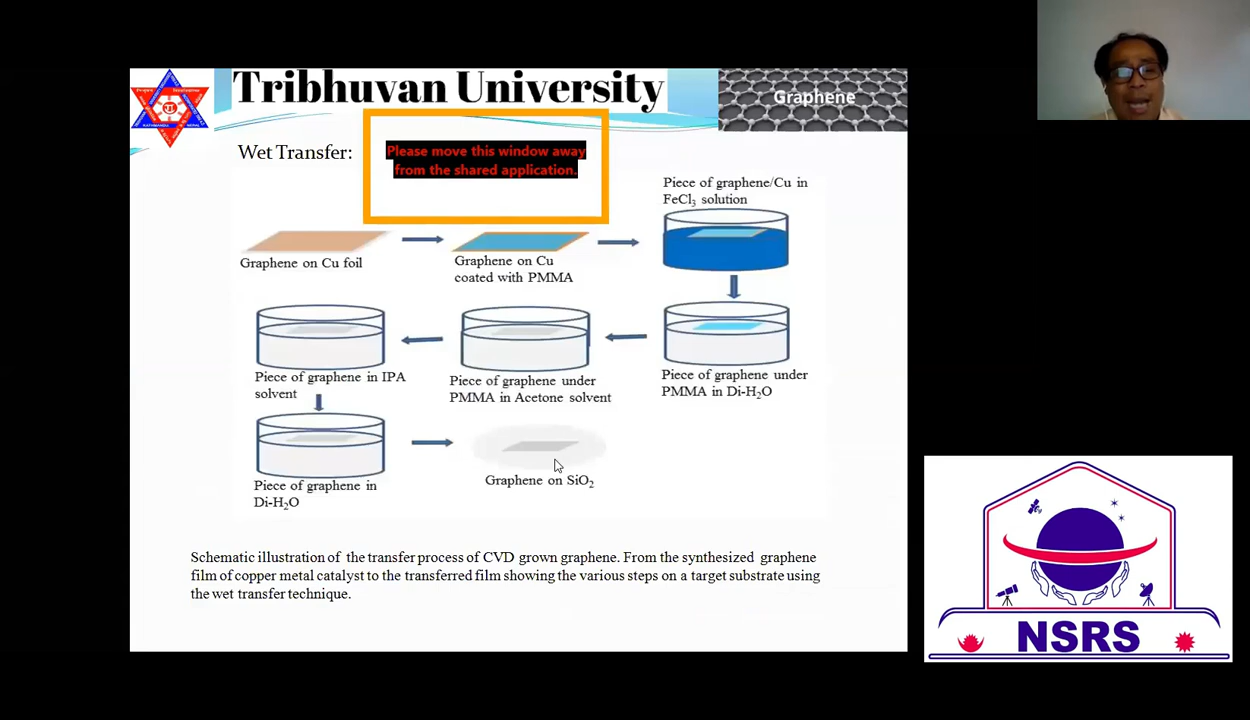 Tribhuvan University
Graphene
Wet Transfer:
Please move this window away
from the shared application.
Piece of graphene/Cu in
FeCl₃ solution
Graphene on Cu foil
Graphene on Cu
coated with PMMA
Piece of graphene in IPA
solvent
Piece of graphene under
PMMA in Acetone solvent
Piece of graphene under
PMMA in Di-H₂O
Piece of graphene in
Di-H₂O
Graphene on SiO₂
Schematic illustration of the transfer process of CVD grown graphene. From the synthesized graphene
film of copper metal catalyst to the transferred film showing the various steps on a target substrate using
the wet transfer technique.
NSRS